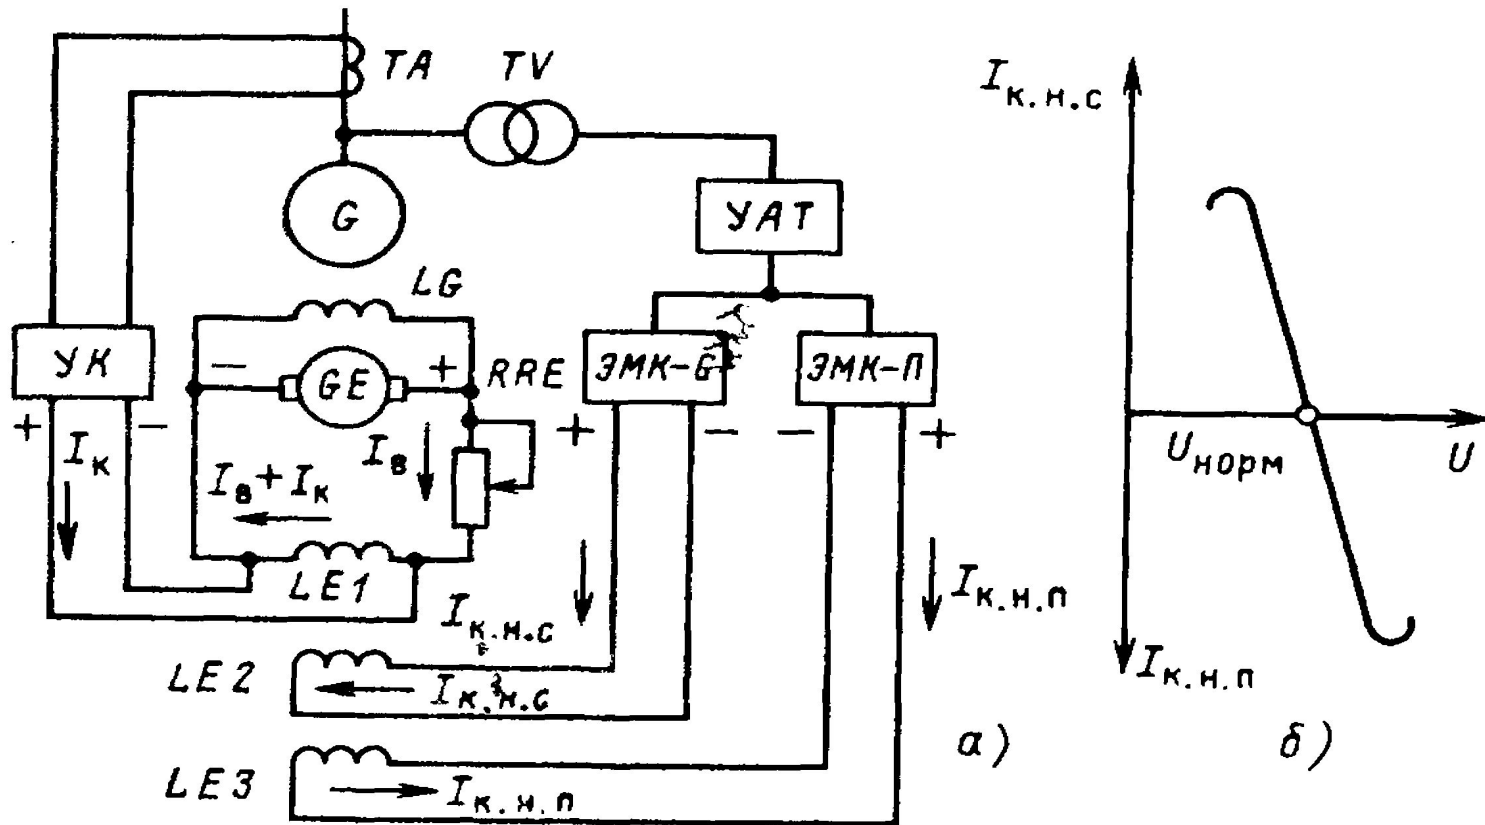 TA
TV
G
УАТ
LG
УК
GE
RRE
ЭМК-С
ЭМК-П
- +
+ -
+ -
- +
Iк
Iв
Iв+Iк
LE1
Iк.н.с
Iк.н.п
LE2
Iк.н.с
LE3
Iк.н.п
а)
Iк.н.с
Uнорм
U
Iк.н.п
б)